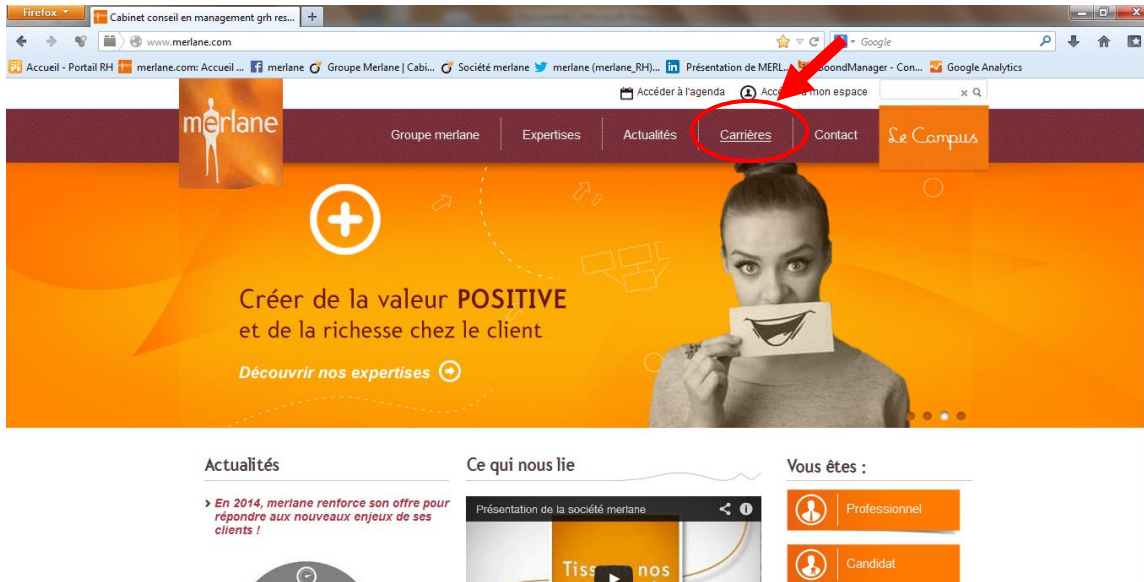 Firefox
Cabinet conseil en management grh res...
www.merlane.com
Google
Accueil - Portail RH
merlane.com: Accueil ...
merlane
Groupe Merlane | Cabi...
Société merlane
merlane (merlane_RH)...
Présentation de MERL...
Manager - Con...
Google Analytics
Accéder à l'agenda
mon espace
merlane
Groupe merlane
Expertises
Actualités
Carrières
Contact
Le Campus
Créer de la valeur POSITIVE
et de la richesse chez le client
Découvrir nos expertises
Actualités
Ce qui nous lie
Vous êtes :
En 2014, merlane renforce son offre pour
répondre aux nouveaux enjeux de ses
clients !
Présentation de la société merlane
nos
Professionnel
Candidat